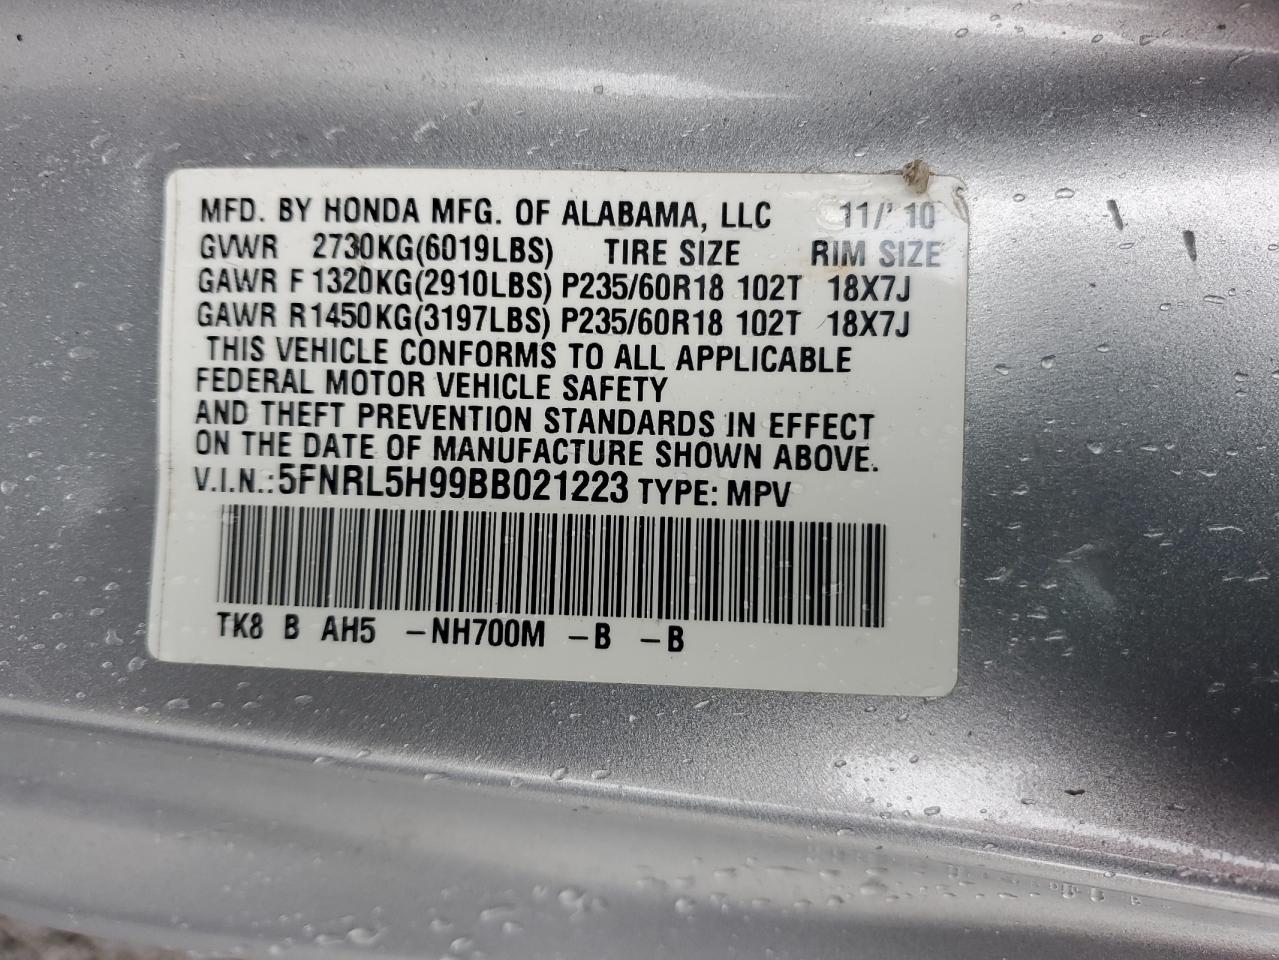 MFD. BY HONDA MFG. OF ALABAMA, LLC 11/'10
GVWR 2730KG(6019LBS) TIRE SIZE RIM SIZE
GAWR F 1320KG(2910LBS) P235/60R18 102T 18X7J
GAWR R1450KG(3197LBS) P235/60R18 102T 18X7J
THIS VEHICLE CONFORMS TO ALL APPLICABLE
FEDERAL MOTOR VEHICLE SAFETY
AND THEFT PREVENTION STANDARDS IN EFFECT
ON THE DATE OF MANUFACTURE SHOWN ABOVE.
V.I.N.: 5FNRL5H99BB021223 TYPE: MPV
TK8 B AH5 -NH700M -B -B